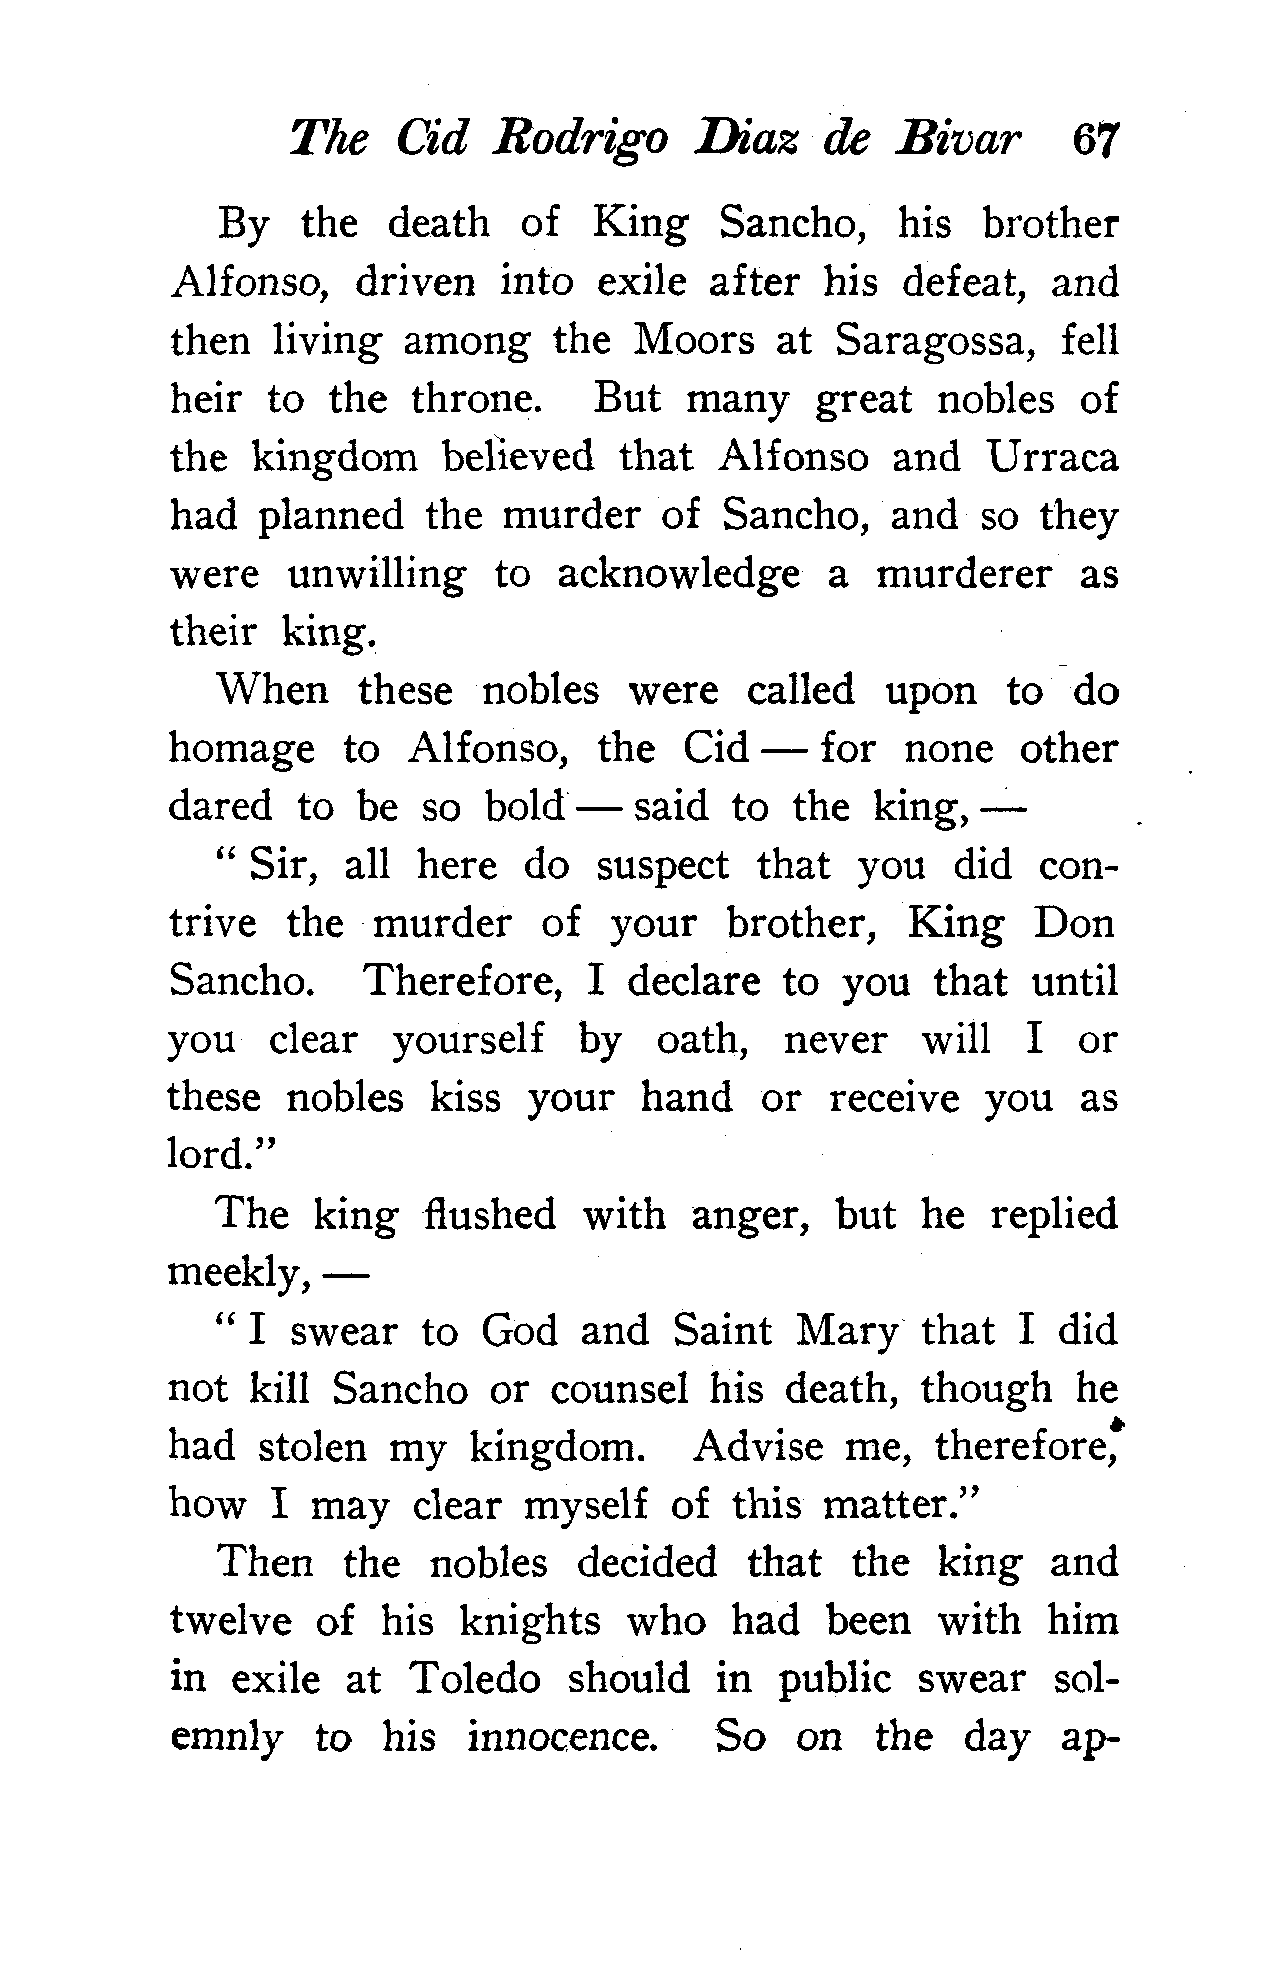 The Cid Rodrigo Diaz de Bivar 67
By the death of King Sancho, his brother
Alfonso, driven into exile after his defeat, and
then living among the Moors at Saragossa, fell
heir to the throne. But many great nobles of
the kingdom believed that Alfonso and Urraca
had planned the murder of Sancho, and so they
were unwilling to acknowledge a murderer as
their king.
When these nobles were called upon to do
homage to Alfonso, the Cid — for none other
dared to be so bold — said to the king, —
“ Sir, all here do suspect that you did con-
trive the murder of your brother, King Don
Sancho. Therefore, I declare to you that until
you clear yourself by oath, never will I or
these nobles kiss your hand or receive you as
lord.”
The king flushed with anger, but he replied
meekly, —
“ I swear to God and Saint Mary that I did
not kill Sancho or counsel his death, though he
had stolen my kingdom. Advise me, therefore,
how I may clear myself of this matter.”
Then the nobles decided that the king and
twelve of his knights who had been with him
in exile at Toledo should in public swear sol-
emnly to his innocence. So on the day ap-